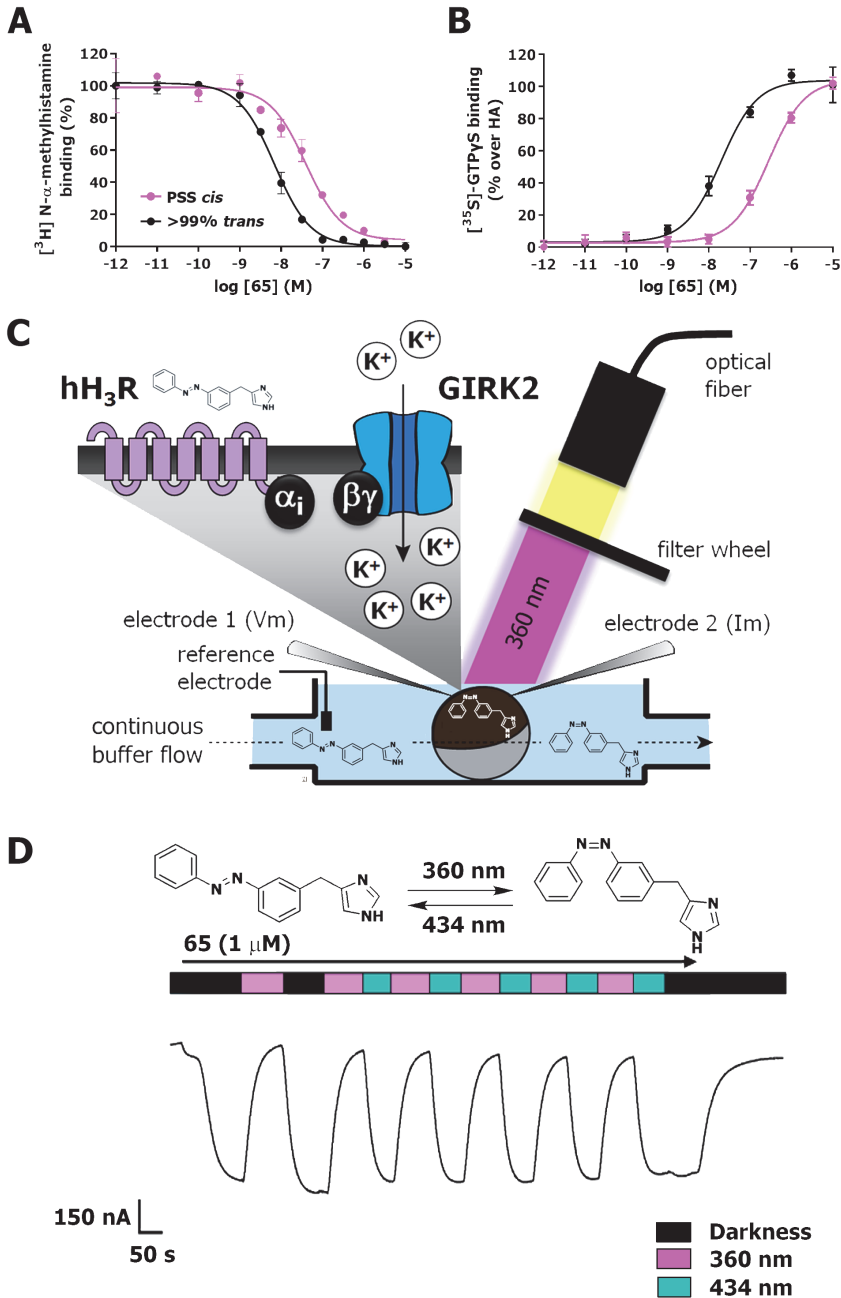 A
[³H] N-α-methylhistamine
binding (%)
120
100
80
60
40
20
0
PSS cis
>99% trans
-12
-11
-10
-9
-8
-7
-6
-5
log [65] (M)
B
[³⁵S]-GTPγS binding
(% over HA)
120
100
80
60
40
20
0
-12
-11
-10
-9
-8
-7
-6
-5
log [65] (M)
C
hH₃R
N=N
N
NH
K⁺
K⁺
GIRK2
optical
fiber
αi
βγ
K⁺
K⁺
K⁺
K⁺
filter wheel
360 nm
electrode 1 (Vm)
electrode 2 (Im)
reference
electrode
continuous
buffer flow
N=N
N
NH
N=N
N
N
H
N=N
N
N
H
D
N=N
N
NH
360 nm
434 nm
N=N
N
N
H
65 (1 μM)
150 nA
50 s
Darkness
360 nm
434 nm